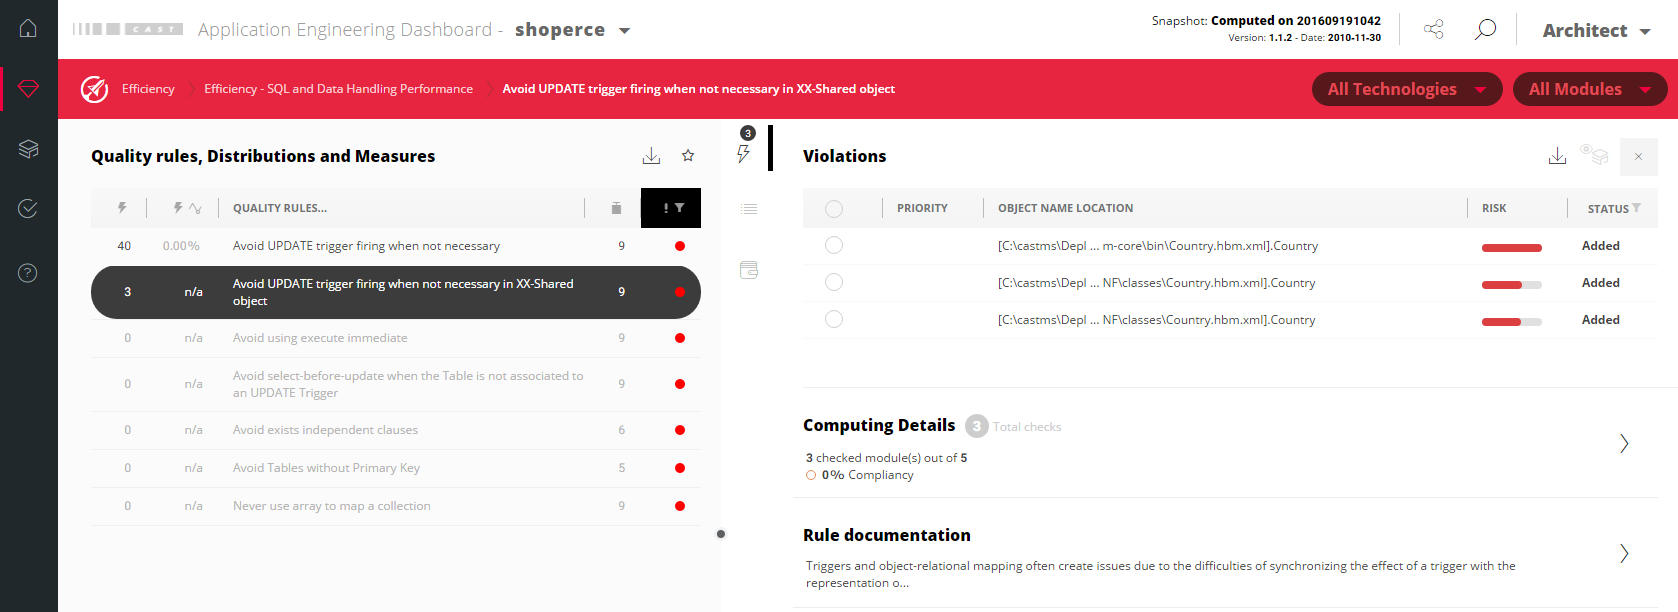 CAST Application Engineering Dashboard - shoperce
Snapshot: Computed on 201609191042
Version: 1.1.2 - Date: 2010-11-30
Architect
Efficiency
Efficiency - SQL and Data Handling Performance
Avoid UPDATE trigger firing when not necessary in XX-Shared object
All Technologies
All Modules
Quality rules, Distributions and Measures
QUALITY RULES...
!
40 0.00% Avoid UPDATE trigger firing when not necessary 9
3 n/a Avoid UPDATE trigger firing when not necessary in XX-Shared
object 9
0 n/a Avoid using execute immediate 9
0 n/a Avoid select-before-update when the Table is not associated to
an UPDATE Trigger 9
0 n/a Avoid exists independent clauses 6
0 n/a Avoid Tables without Primary Key 5
0 n/a Never use array to map a collection 9
3
Violations
×
PRIORITY OBJECT NAME LOCATION RISK STATUS
[C:\castms\Depl ... m-core\bin\Country.hbm.xml].Country Added
[C:\castms\Depl ... NF\classes\Country.hbm.xml].Country Added
[C:\castms\Depl ... NF\classes\Country.hbm.xml].Country Added
Computing Details 3 Total checks
3 checked module(s) out of 5
0% Compliancy
Rule documentation
Triggers and object-relational mapping often create issues due to the difficulties of synchronizing the effect of a trigger with the
representation o...
?